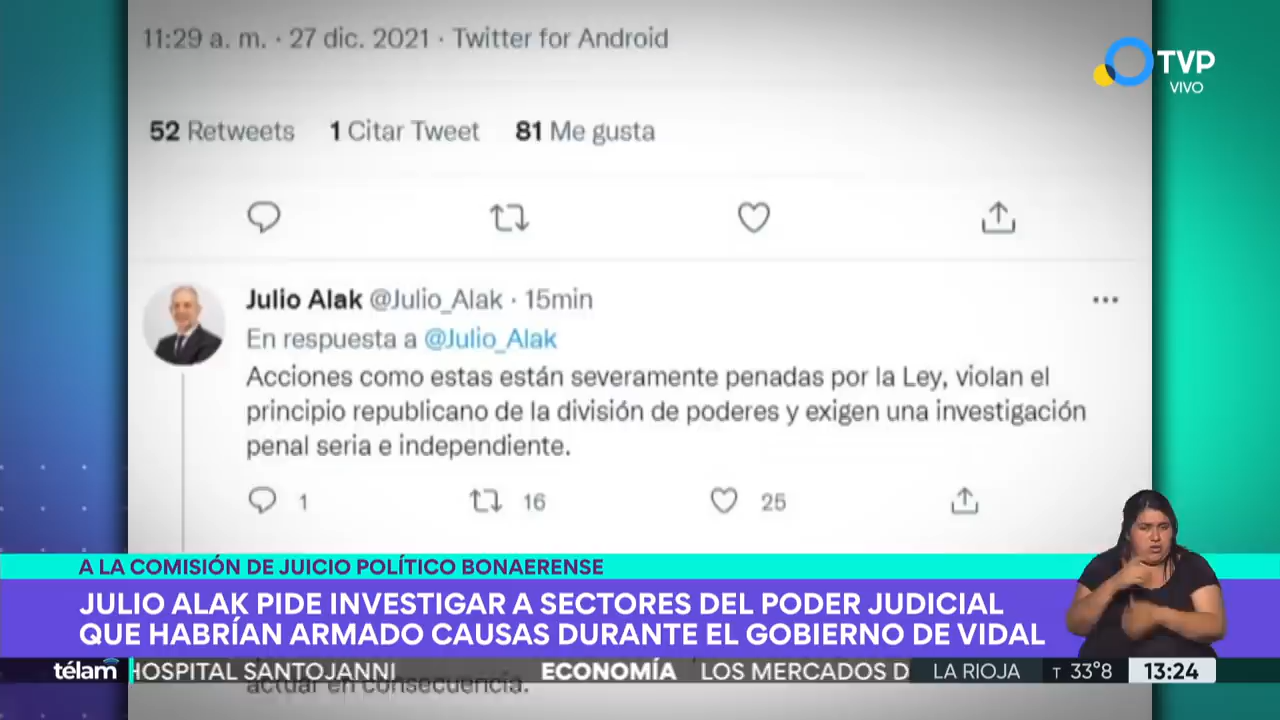 11:29 a. m. · 27 dic. 2021 · Twitter for Android
TVP
VIVO
52 Retweets 1 Citar Tweet 81 Me gusta
Julio Alak @Julio_Alak · 15min
En respuesta a @Julio_Alak
Acciones como estas están severamente penadas por la Ley, violan el
principio republicano de la división de poderes y exigen una investigación
penal seria e independiente.
1 16 25
A LA COMISIÓN DE JUICIO POLÍTICO BONAERENSE
JULIO ALAK PIDE INVESTIGAR A SECTORES DEL PODER JUDICIAL
QUE HABRÍAN ARMADO CAUSAS DURANTE EL GOBIERNO DE VIDAL
télam HOSPITAL SANTOJANNI ECONOMÍA LOS MERCADOS D LA RIOJA T 33°8 13:24
actuar en consecuencia.